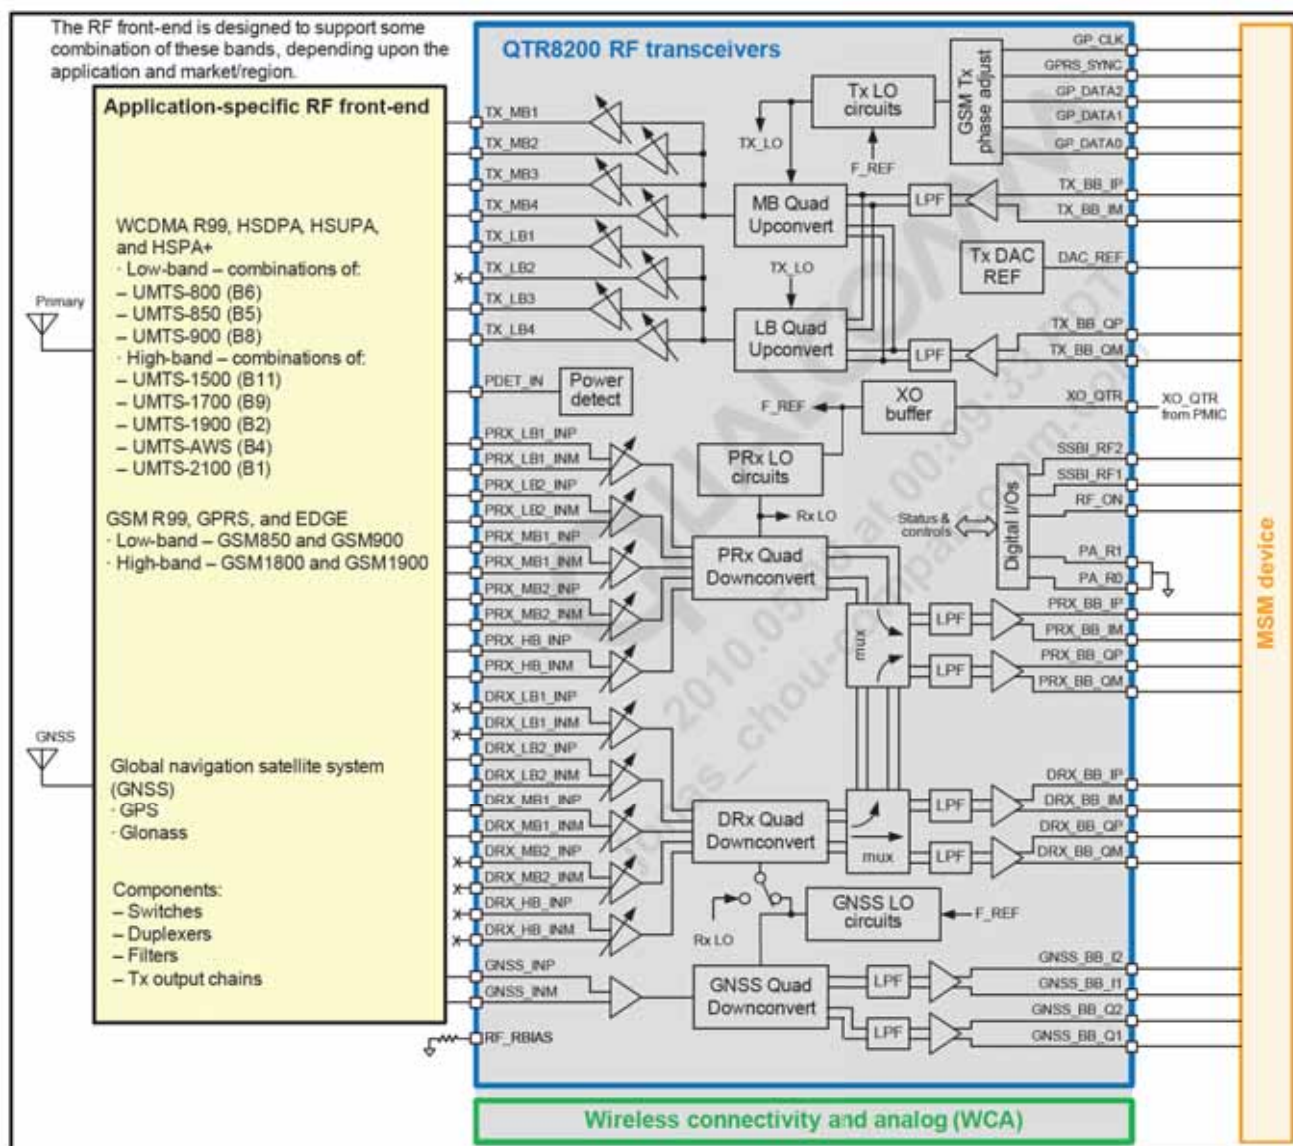 The RF front-end is designed to support some
combination of these bands, depending upon the
application and market/region.
Application-specific RF front-end
WCDMA R99, HSDPA, HSUPA,
and HSPA+
· Low-band – combinations of:
– UMTS-800 (B6)
– UMTS-850 (B5)
– UMTS-900 (B8)
· High-band – combinations of:
– UMTS-1500 (B11)
– UMTS-1700 (B9)
– UMTS-1900 (B2)
– UMTS-AWS (B4)
– UMTS-2100 (B1)
GSM R99, GPRS, and EDGE
· Low-band – GSM850 and GSM900
· High-band – GSM1800 and GSM1900
Global navigation satellite system
(GNSS)
· GPS
· Glonass
Components:
– Switches
– Duplexers
– Filters
– Tx output chains
Primary
GNSS
QTR8200 RF transceivers
TX_MB1
TX_MB2
TX_MB3
TX_MB4
TX_LB1
TX_LB2
TX_LB3
TX_LB4
PDET_IN
Power
detect
PRX_LB1_INP
PRX_LB1_INM
PRX_LB2_INP
PRX_LB2_INM
PRX_MB1_INP
PRX_MB1_INM
PRX_MB2_INP
PRX_MB2_INM
PRX_HB_INP
PRX_HB_INM
DRX_LB1_INP
DRX_LB1_INM
DRX_LB2_INP
DRX_LB2_INM
DRX_MB1_INP
DRX_MB1_INM
DRX_MB2_INP
DRX_MB2_INM
DRX_HB_INP
DRX_HB_INM
GNSS_INP
GNSS_INM
RF_RBIAS
Tx LO
circuits
TX_LO
F_REF
GSM Tx
phase adjust
MB Quad
Upconvert
LPF
TX_LO
Tx DAC
REF
LB Quad
Upconvert
LPF
F_REF
XO
buffer
PRx LO
circuits
Rx LO
Status &
controls
Digital I/Os
PRx Quad
Downconvert
mux
LPF
LPF
DRx Quad
Downconvert
mux
LPF
LPF
Rx LO
GNSS LO
circuits
F_REF
GNSS Quad
Downconvert
LPF
LPF
GP_CLK
GPRS_SYNC
GP_DATA2
GP_DATA1
GP_DATA0
TX_BB_IP
TX_BB_IM
DAC_REF
TX_BB_QP
TX_BB_QM
XO_QTR
XO_QTR
from PMIC
SSBI_RF2
SSBI_RF1
RF_ON
PA_R1
PA_R0
PRX_BB_IP
PRX_BB_IM
PRX_BB_QP
PRX_BB_QM
DRX_BB_IP
DRX_BB_IM
DRX_BB_QP
DRX_BB_QM
GNSS_BB_I2
GNSS_BB_I1
GNSS_BB_Q2
GNSS_BB_Q1
MSM device
Wireless connectivity and analog (WCA)
QUALCOMM